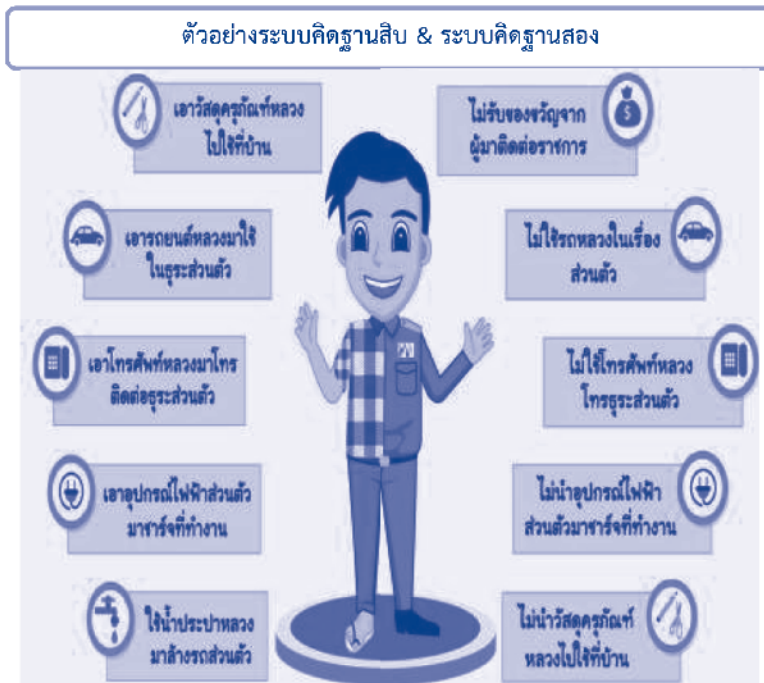 ตัวอย่างระบบคิดฐานสิบ & ระบบคิดฐานสอง
เอาวัสดุครุภัณฑ์หลวง
ไปใช้ที่บ้าน
เอารถยนต์หลวงมาใช้
ในธุระส่วนตัว
เอาโทรศัพท์หลวงมาโทร
ติดต่อธุระส่วนตัว
เอาอุปกรณ์ไฟฟ้าส่วนตัว
มาชาร์จที่ทำงาน
ใช้น้ำประปาหลวง
มาล้างรถส่วนตัว
ไม่รับของขวัญจาก
ผู้มาติดต่อราชการ
$
ไม่ใช้รถหลวงในเรื่อง
ส่วนตัว
ไม่ใช้โทรศัพท์หลวง
โทรธุระส่วนตัว
ไม่นำอุปกรณ์ไฟฟ้า
ส่วนตัวมาชาร์จที่ทำงาน
ไม่นำวัสดุครุภัณฑ์
หลวงไปใช้ที่บ้าน